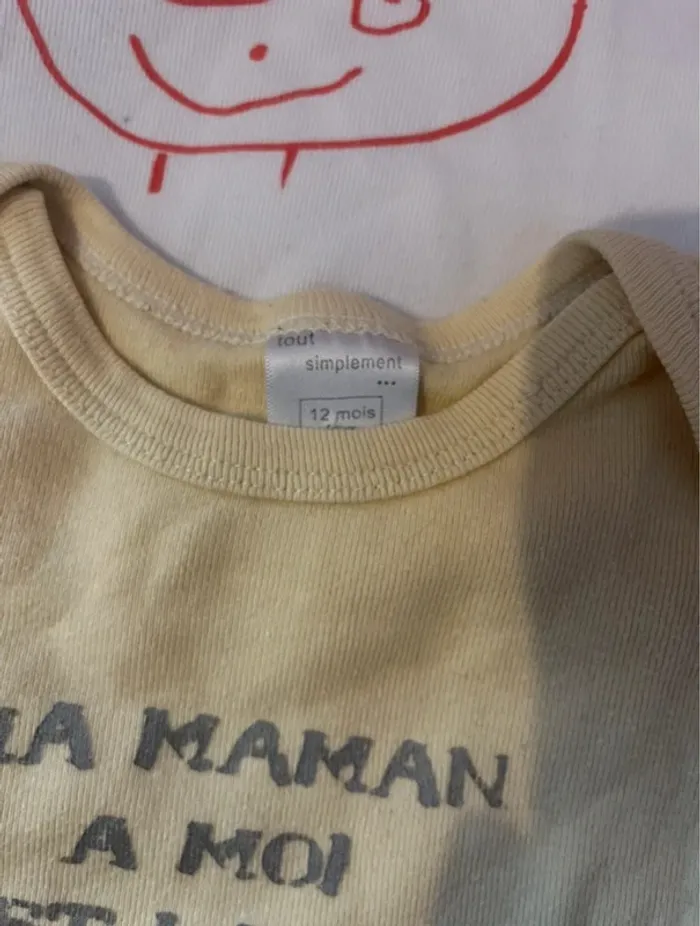 tout
simplement
...
12 mois
MA MAMAN
A MOI